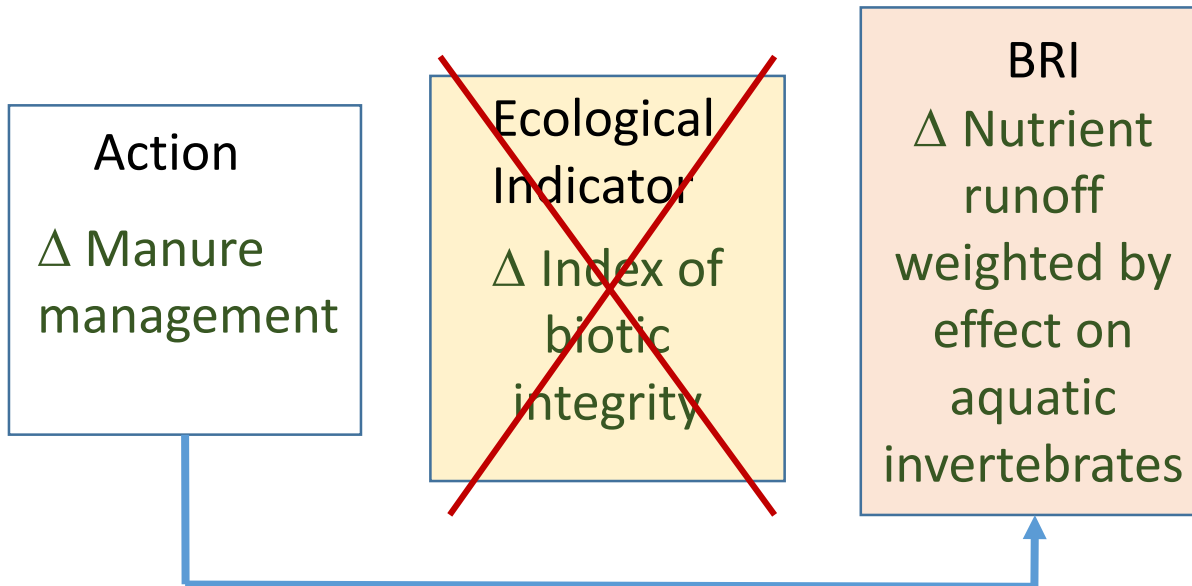 Action
Δ Manure
management
Ecological
Indicator
Δ Index of
biotic
integrity
BRI
Δ Nutrient
runoff
weighted by
effect on
aquatic
invertebrates